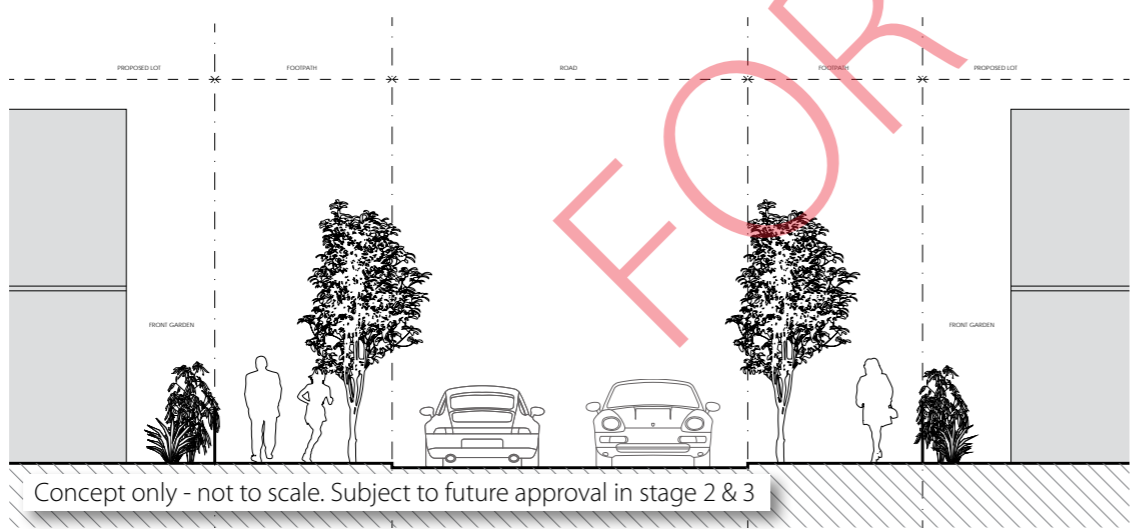 PROPOSED LOT
FOOTPATH
ROAD
FOOTPATH
PROPOSED LOT
FRONT GARDEN
FRONT GARDEN
FOR
Concept only - not to scale. Subject to future approval in stage 2 & 3